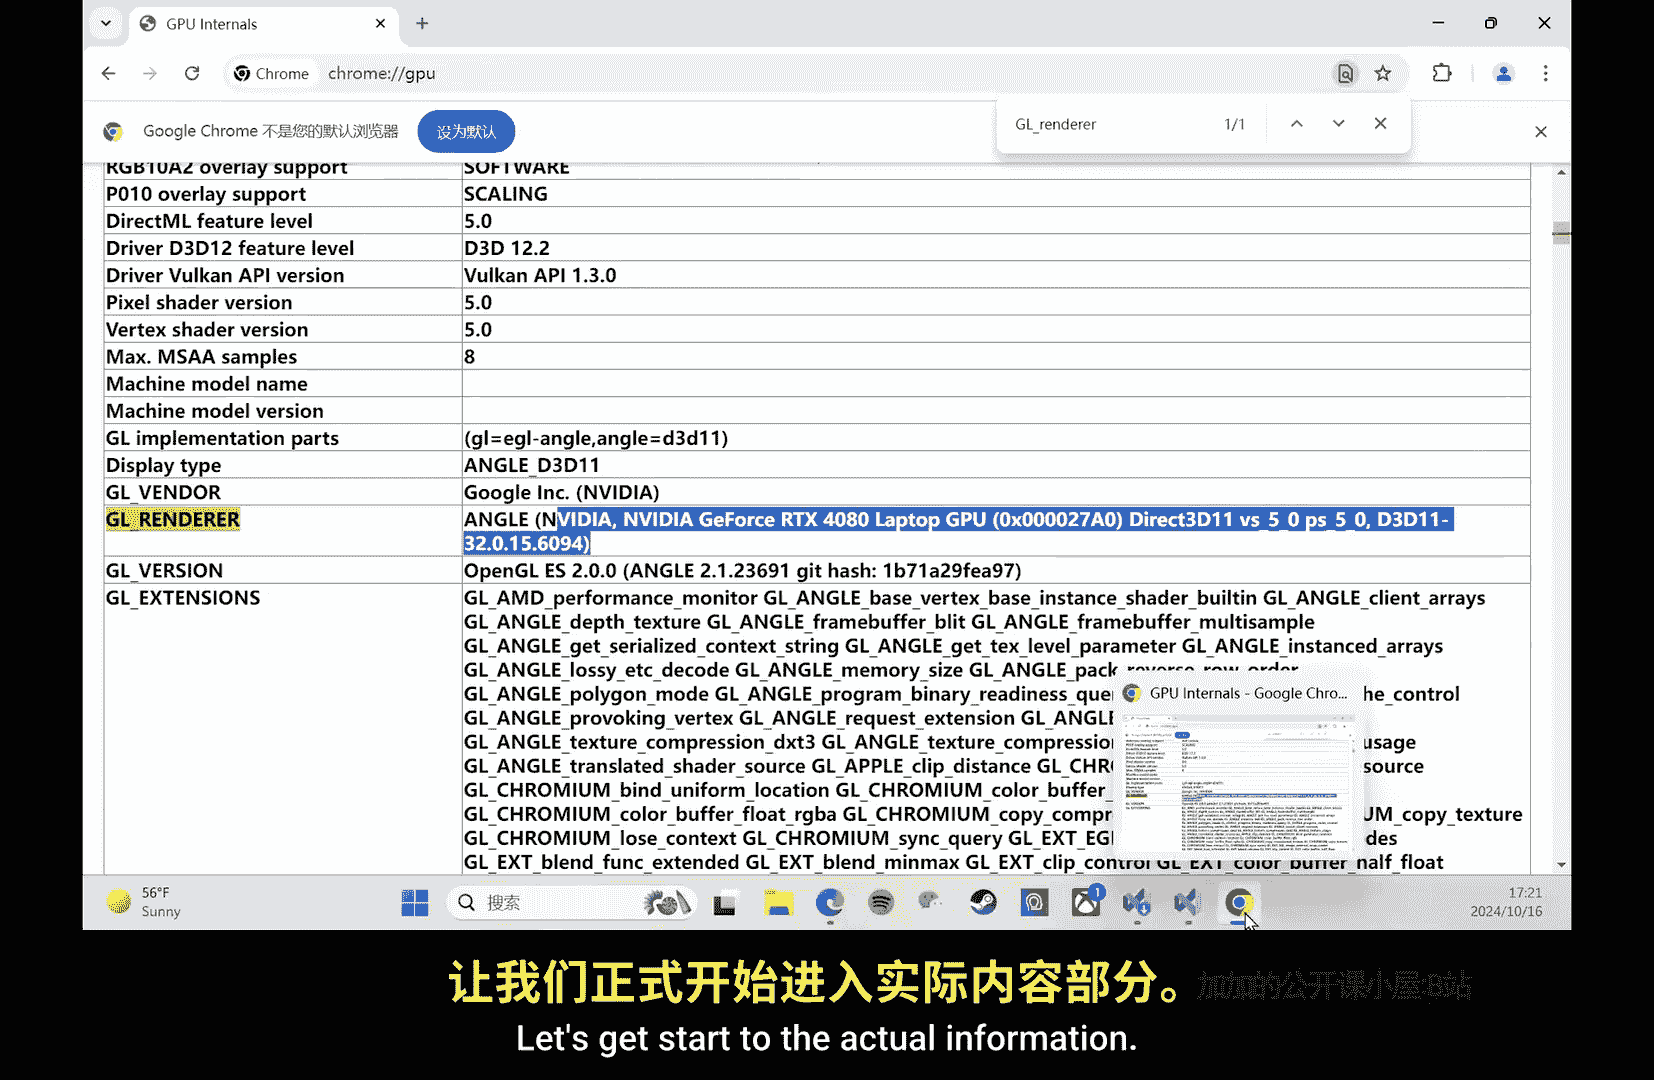 GPU Internals
Chrome
chrome://gpu
Google Chrome 不是您的默认浏览器
设为默认
GL_renderer
1/1
RGB10A2 overlay support SOFTWARE
P010 overlay support SCALING
DirectML feature level 5.0
Driver D3D12 feature level D3D 12.2
Driver Vulkan API version Vulkan API 1.3.0
Pixel shader version 5.0
Vertex shader version 5.0
Max. MSAA samples 8
Machine model name
Machine model version
GL implementation parts (gl=egl-angle,angle=d3d11)
Display type ANGLE_D3D11
GL_VENDOR Google Inc. (NVIDIA)
GL_RENDERER ANGLE (NVIDIA, NVIDIA GeForce RTX 4080 Laptop GPU (0x000027A0) Direct3D11 vs_5_0 ps_5_0, D3D11-
32.0.15.6094)
GL_VERSION OpenGL ES 2.0.0 (ANGLE 2.1.23691 git hash: 1b71a29fea97)
GL_EXTENSIONS GL_AMD_performance_monitor GL_ANGLE_base_vertex_base_instance_shader_builtin GL_ANGLE_client_arrays
GL_ANGLE_depth_texture GL_ANGLE_framebuffer_blit GL_ANGLE_framebuffer_multisample
GL_ANGLE_get_serialized_context_string GL_ANGLE_get_tex_level_parameter GL_ANGLE_instanced_arrays
GL_ANGLE_lossy_etc_decode GL_ANGLE_memory_size GL_ANGLE_pack_reverse_row_order
GL_ANGLE_polygon_mode GL_ANGLE_program_binary_readiness_que he_control
GL_ANGLE_provoking_vertex GL_ANGLE_request_extension GL_ANGLE
GL_ANGLE_texture_compression_dxt3 GL_ANGLE_texture_compressio usage
GL_ANGLE_translated_shader_source GL_APPLE_clip_distance GL_CHR source
GL_CHROMIUM_bind_uniform_location GL_CHROMIUM_color_buffer_
GL_CHROMIUM_color_buffer_float_rgba GL_CHROMIUM_copy_compr UM_copy_texture
GL_CHROMIUM_lose_context GL_CHROMIUM_sync_query GL_EXT_EG des
GL_EXT_blend_func_extended GL_EXT_blend_minmax GL_EXT_clip_control GL_EXT_color_buffer_half_float
GPU Internals - Google Chro...
56°F
Sunny
搜索
1
17:21
2024/10/16
让我们正式开始进入实际内容部分。
加加的公开课小屋:B站
Let's get start to the actual information.